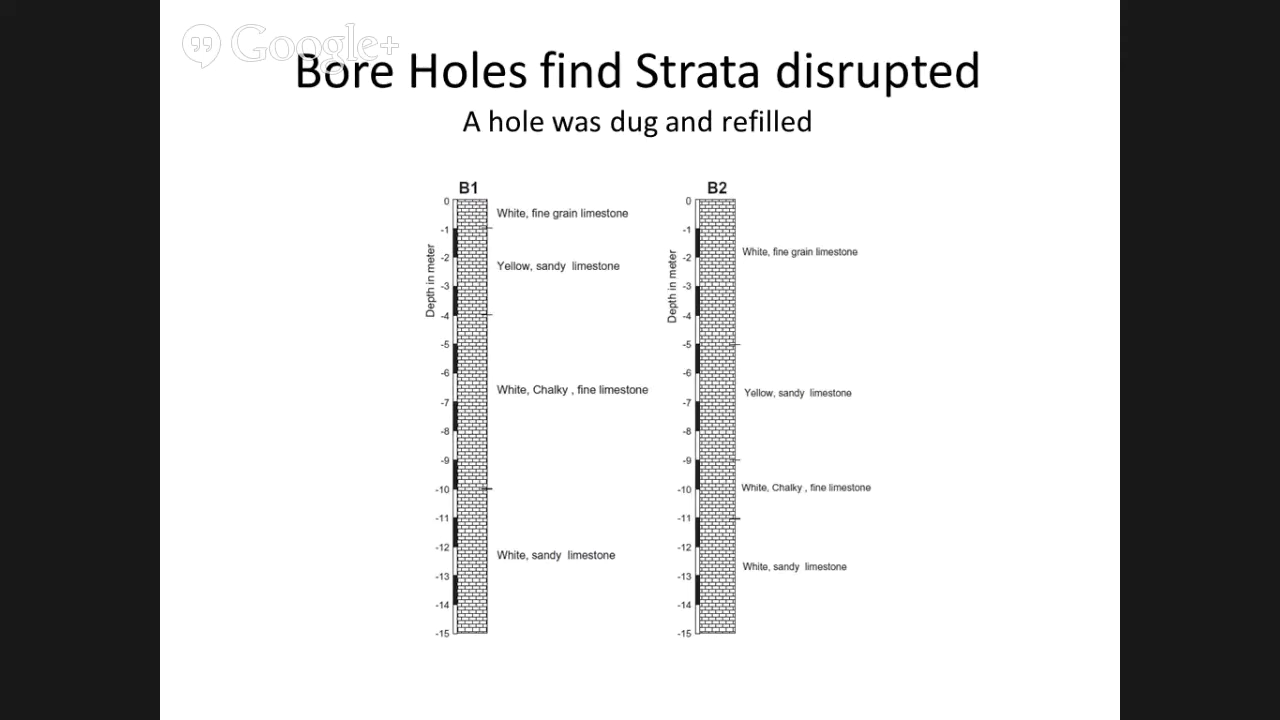 Google+
Bore Holes find Strata disrupted
A hole was dug and refilled
B1
Depth in meter
0
-1
-2
-3
-4
-5
-6
-7
-8
-9
-10
-11
-12
-13
-14
-15
White, fine grain limestone
Yellow, sandy limestone
White, Chalky , fine limestone
White, sandy limestone
B2
Depth in meter
0
-1
-2
-3
-4
-5
-6
-7
-8
-9
-10
-11
-12
-13
-14
-15
White, fine grain limestone
Yellow, sandy limestone
White, Chalky , fine limestone
White, sandy limestone